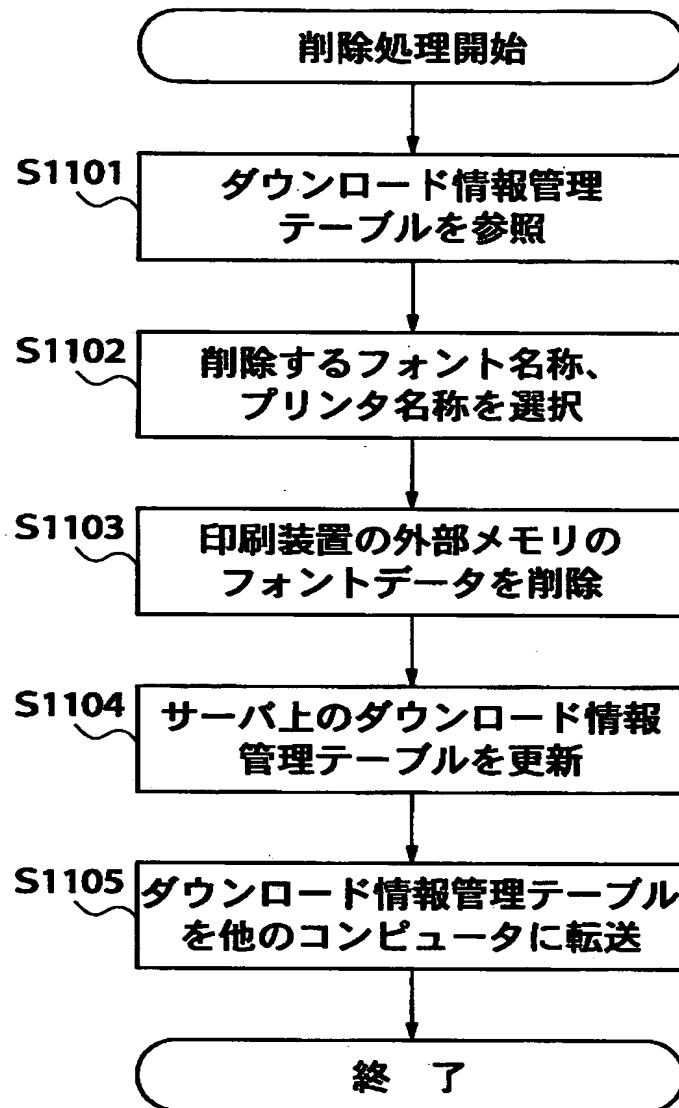 削除処理開始
S1101
ダウンロード情報管理
テーブルを参照
S1102
削除するフォント名称、
プリンタ名称を選択
S1103
印刷装置の外部メモリの
フォントデータを削除
S1104
サーバ上のダウンロード情報
管理テーブルを更新
S1105
ダウンロード情報管理テーブル
を他のコンピュータに転送
終 了